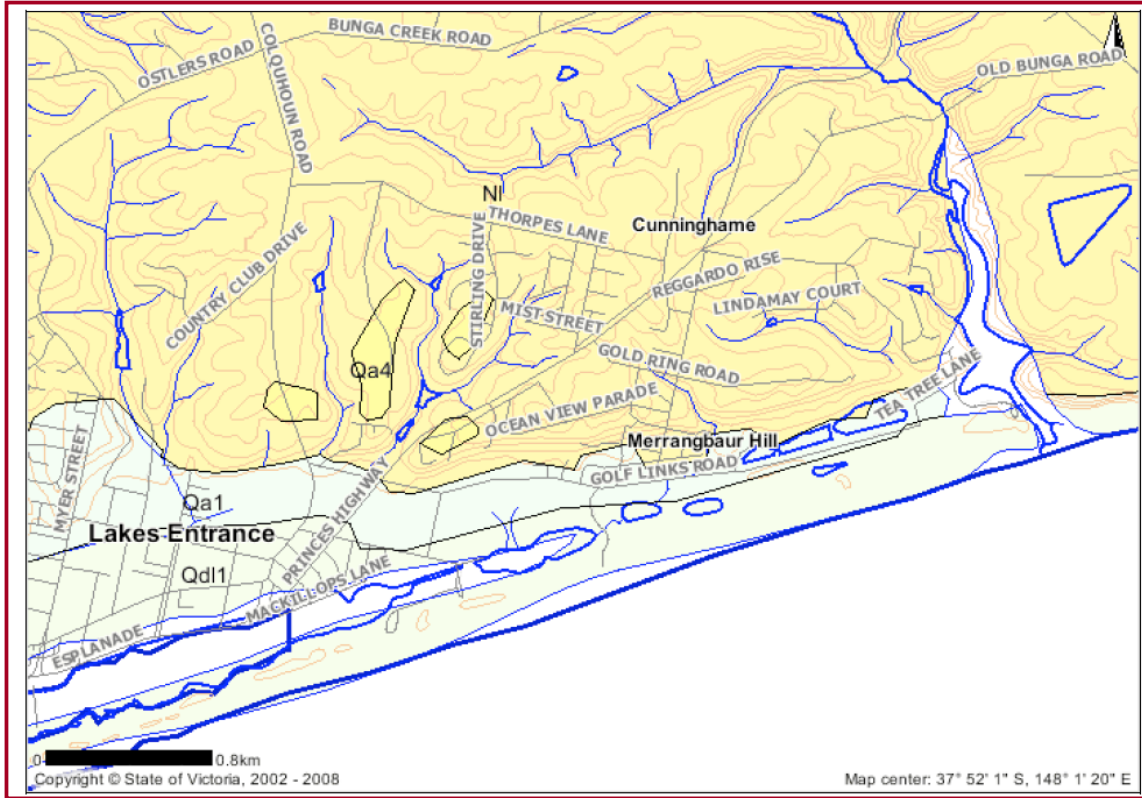 BUNGA CREEK ROAD
OSTLERS ROAD
COLQUHOUN ROAD
OLD BUNGA ROAD
Nl
THORPES LANE
Cunninghame
COUNTRY CLUB DRIVE
STIRLING DRIVE
REGGARDO RISE
LINDAMAY COURT
MIST STREET
Qa4
GOLD RING ROAD
OCEAN VIEW PARADE
TEA TREE LANE
Merrangbaur Hill
GOLF LINKS ROAD
MYER STREET
Qa1
PRINCES HIGHWAY
Lakes Entrance
Qdl1
MACKILLOPS LANE
ESPLANADE
0 0.8km
Copyright © State of Victoria, 2002 - 2008
Map center: 37° 52' 1" S, 148° 1' 20" E